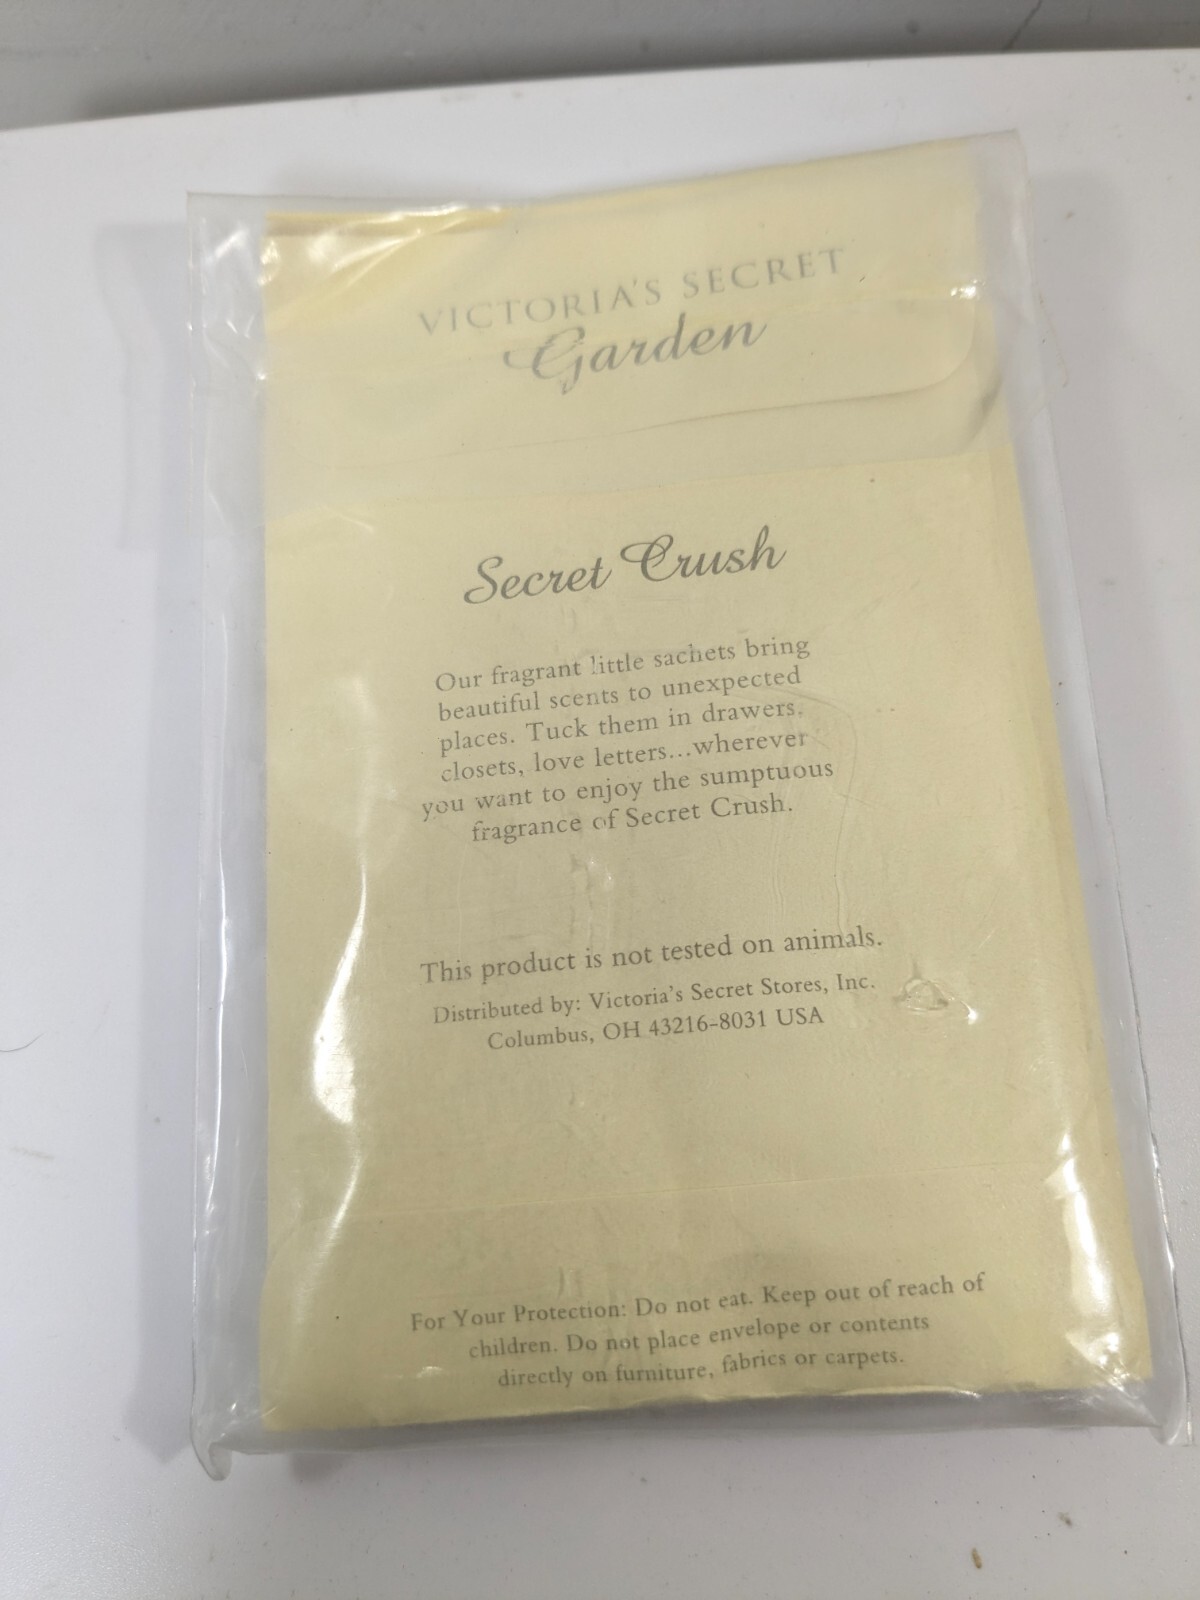 VICTORIA'S SECRET
Garden
Secret Crush
Our fragrant little sachets bring
beautiful scents to unexpected
places. Tuck them in drawers,
closets, love letters...wherever
you want to enjoy the sumptuous
fragrance of Secret Crush.
This product is not tested on animals.
Distributed by: Victoria's Secret Stores, Inc.
Columbus, OH 43216-8031 USA
For Your Protection: Do not eat. Keep out of reach of
children. Do not place envelope or contents
directly on furniture, fabrics or carpets.